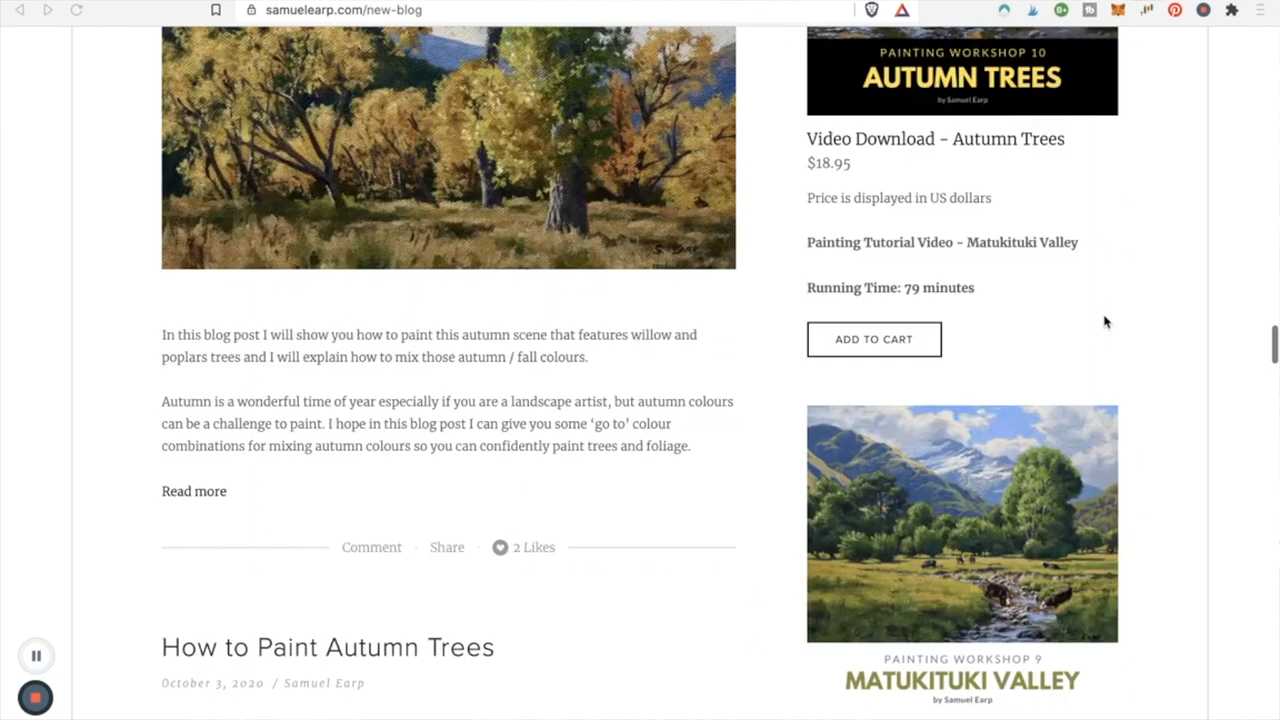 samuelearp.com/new-blog
S. EARP
In this blog post I will show you how to paint this autumn scene that features willow and
poplars trees and I will explain how to mix those autumn / fall colours.
Autumn is a wonderful time of year especially if you are a landscape artist, but autumn colours
can be a challenge to paint. I hope in this blog post I can give you some ‘go to’ colour
combinations for mixing autumn colours so you can confidently paint trees and foliage.
Read more
Comment · Share · 2 Likes
How to Paint Autumn Trees
October 3, 2020 / Samuel Earp
PAINTING WORKSHOP 10
AUTUMN TREES
by Samuel Earp
Video Download - Autumn Trees
$18.95
Price is displayed in US dollars
Painting Tutorial Video - Matukituki Valley
Running Time: 79 minutes
ADD TO CART
PAINTING WORKSHOP 9
MATUKITUKI VALLEY
by Samuel Earp